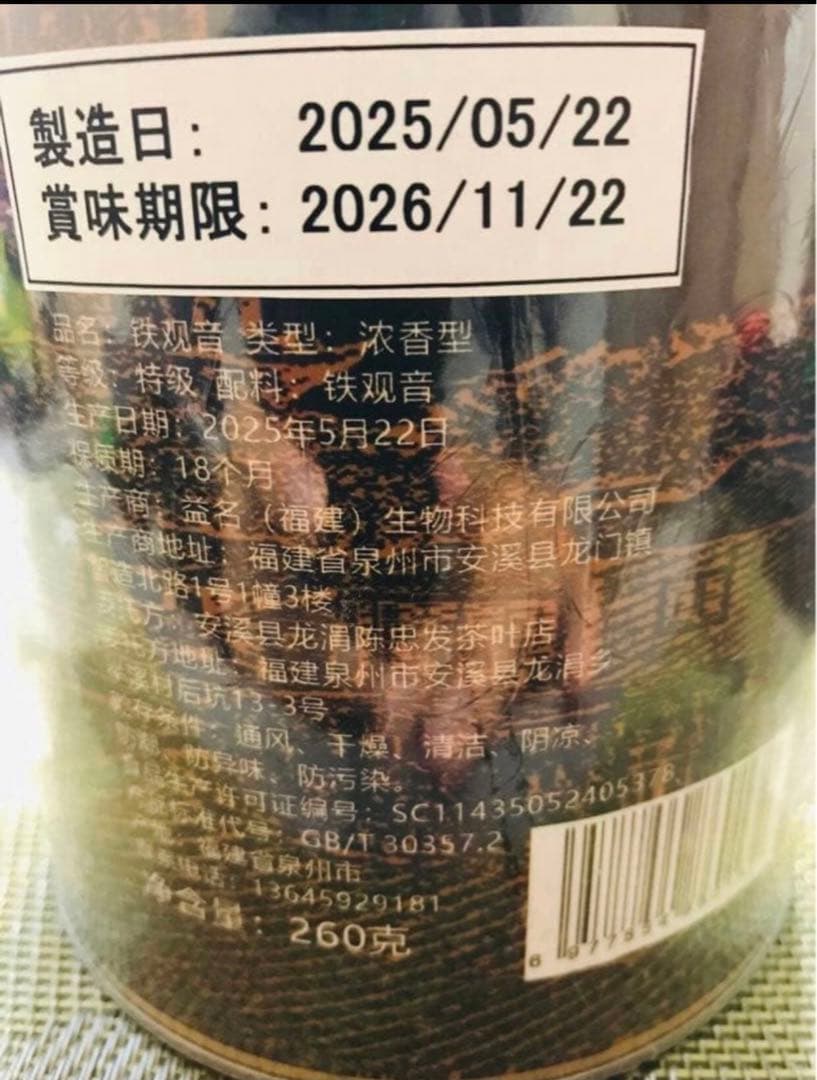 製造日: 2025/05/22
賞味期限: 2026/11/22
品名: 铁观音 类型: 浓香型
等级: 特级 配料: 铁观音
生产日期: 2025年5月22日
保质期: 18个月
生产商: 益名(福建)生物科技有限公司
生产商地址: 福建省泉州市安溪县龙门镇
北路1号1幢3楼
方: 安溪县龙涓陈忠发茶叶店
方地址: 福建泉州市安溪县龙涓乡
村后坑13-3号
条件: 通风、干燥、清洁、阴凉、
防异味、防污染。
生产许可证编号: SC11435052405378
标准代号: GB/T 30357.2
福建省泉州市
电话: 13645929181
净含量: 260克